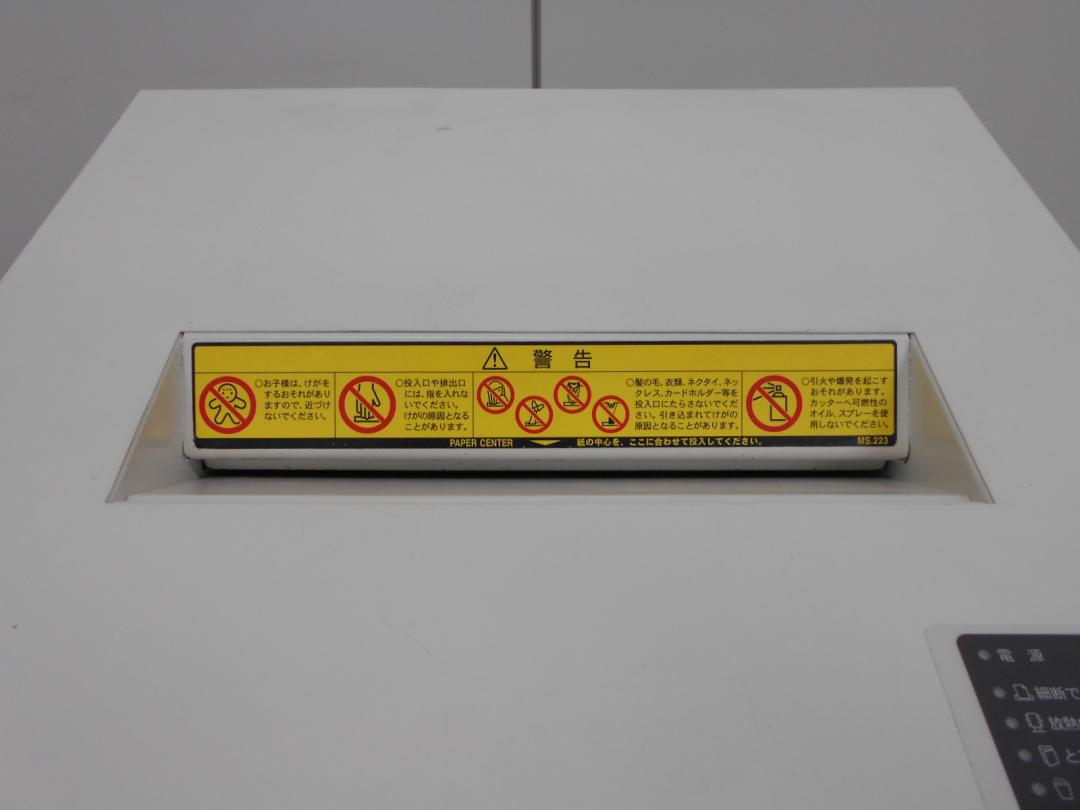 警告
○お子様は、けがを
するおそれがあり
ますので、近づけ
ないでください。
○投入口や排出口
には、指を入れな
いでください。
けがの原因となる
ことがあります。
○髪の毛、衣類、ネクタイ、ネッ
クレス、カードホルダー等を
投入口にたらさないでくだ
さい。引き込まれてけがの
原因となることがあります。
○引火や爆発を起こす
おそれがあります。
カッターへ可燃性の
オイル、スプレーを使
用しないでください。
PAPER CENTER 紙の中心を、ここに合わせて投入してください。 MS.223
電源
細断で
放熱
と